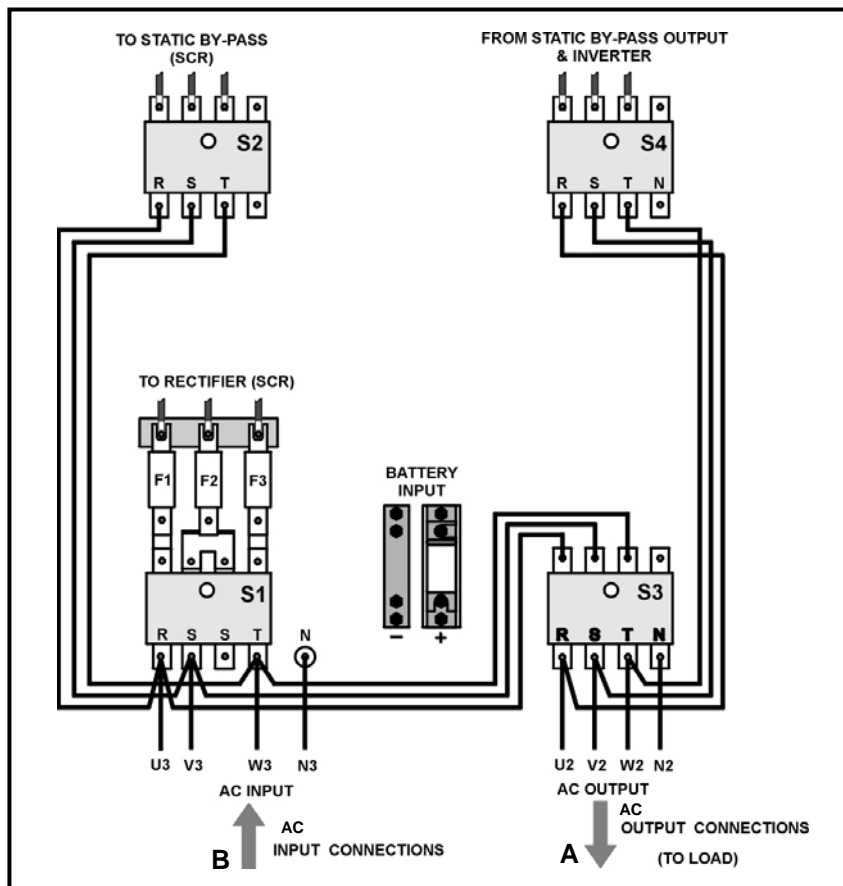 TO STATIC BY-PASS
(SCR)
FROM STATIC BY-PASS OUTPUT
& INVERTER
S2
R S T
S4
R S T N
TO RECTIFIER (SCR)
F1 F2 F3
BATTERY
INPUT
S1
R S S T N
S3
R S T N
− +
U3 V3 W3 N3
U2 V2 W2 N2
AC INPUT
AC OUTPUT
B
AC
INPUT CONNECTIONS
A
AC
OUTPUT CONNECTIONS
(TO LOAD)